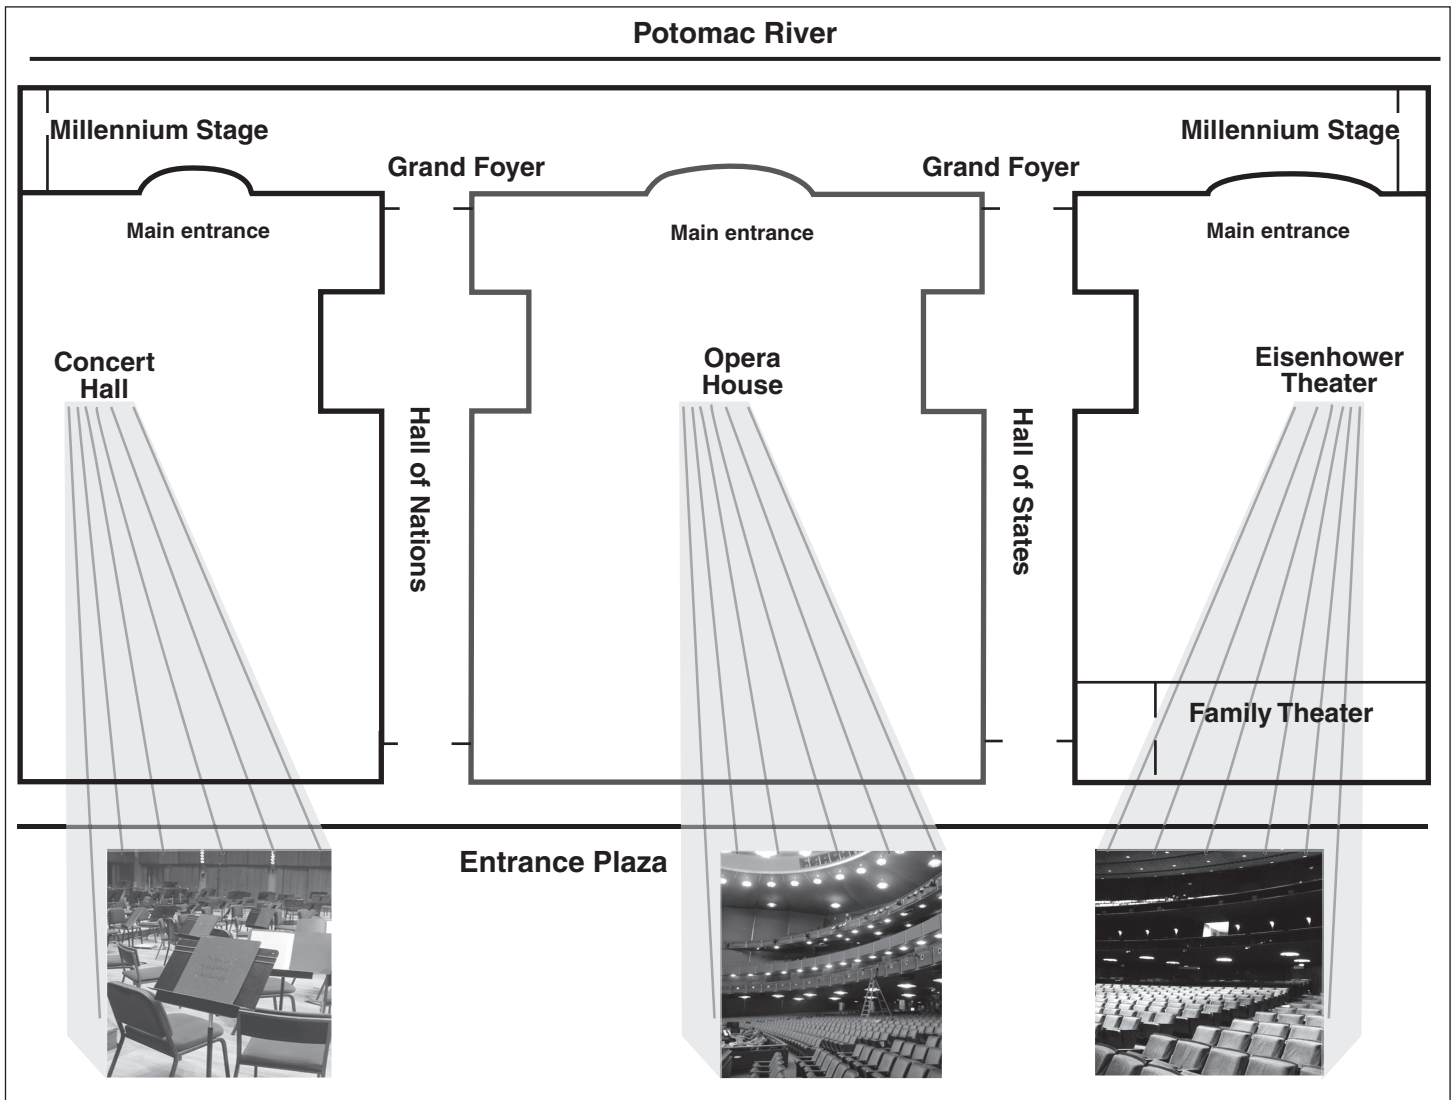 Potomac River
Millennium Stage
Millennium Stage
Grand Foyer
Grand Foyer
Main entrance
Main entrance
Main entrance
Concert
Hall
Opera
House
Eisenhower
Theater
Hall of Nations
Hall of States
Family Theater
Entrance Plaza